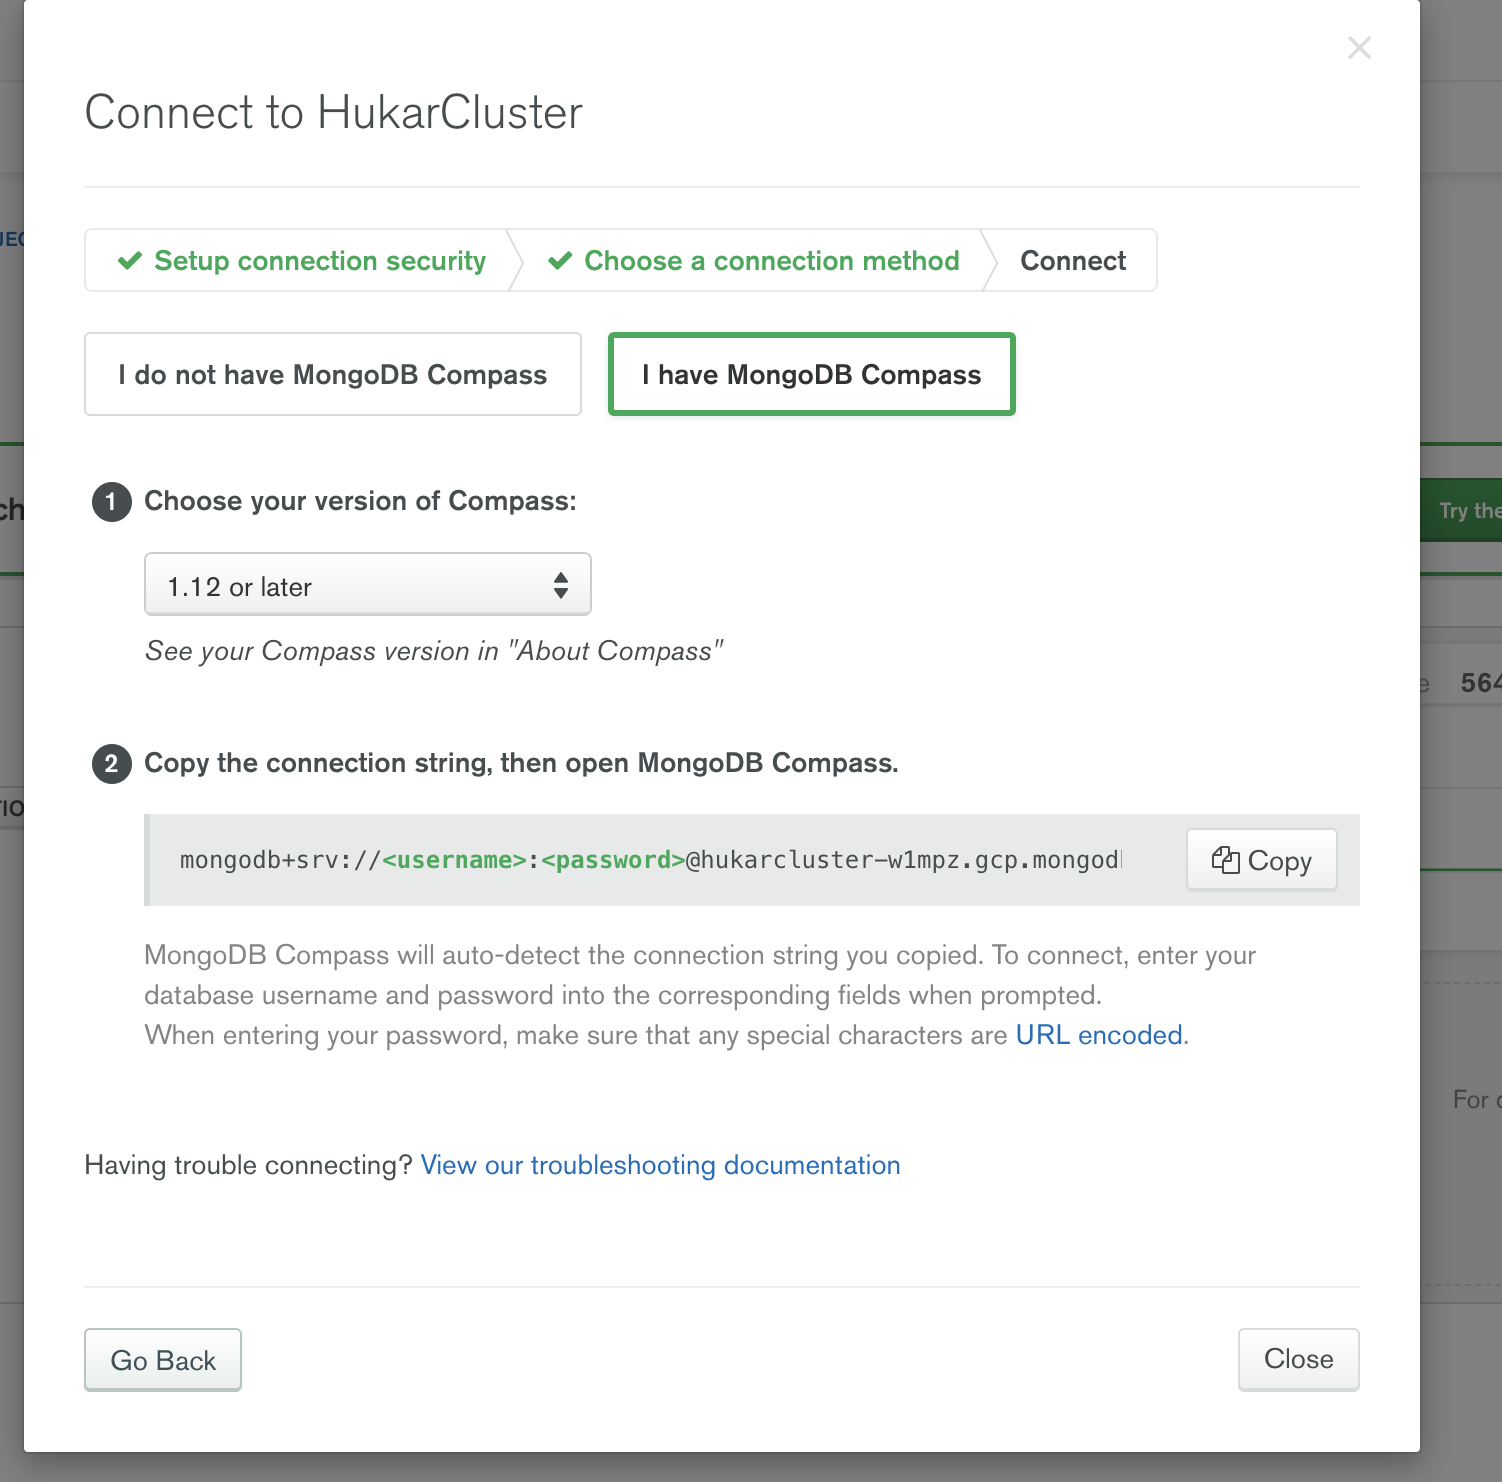 Connect to HukarCluster
Setup connection security
Choose a connection method
Connect
I do not have MongoDB Compass
I have MongoDB Compass
1 Choose your version of Compass:
Try the
1.12 or later
See your Compass version in "About Compass"
564
2 Copy the connection string, then open MongoDB Compass.
mongodb+srv://<username>:<password>@hukarcluster-w1mpz.gcp.mongod
Copy
MongoDB Compass will auto-detect the connection string you copied. To connect, enter your
database username and password into the corresponding fields when prompted.
When entering your password, make sure that any special characters are URL encoded.
For
Having trouble connecting? View our troubleshooting documentation
Go Back
Close